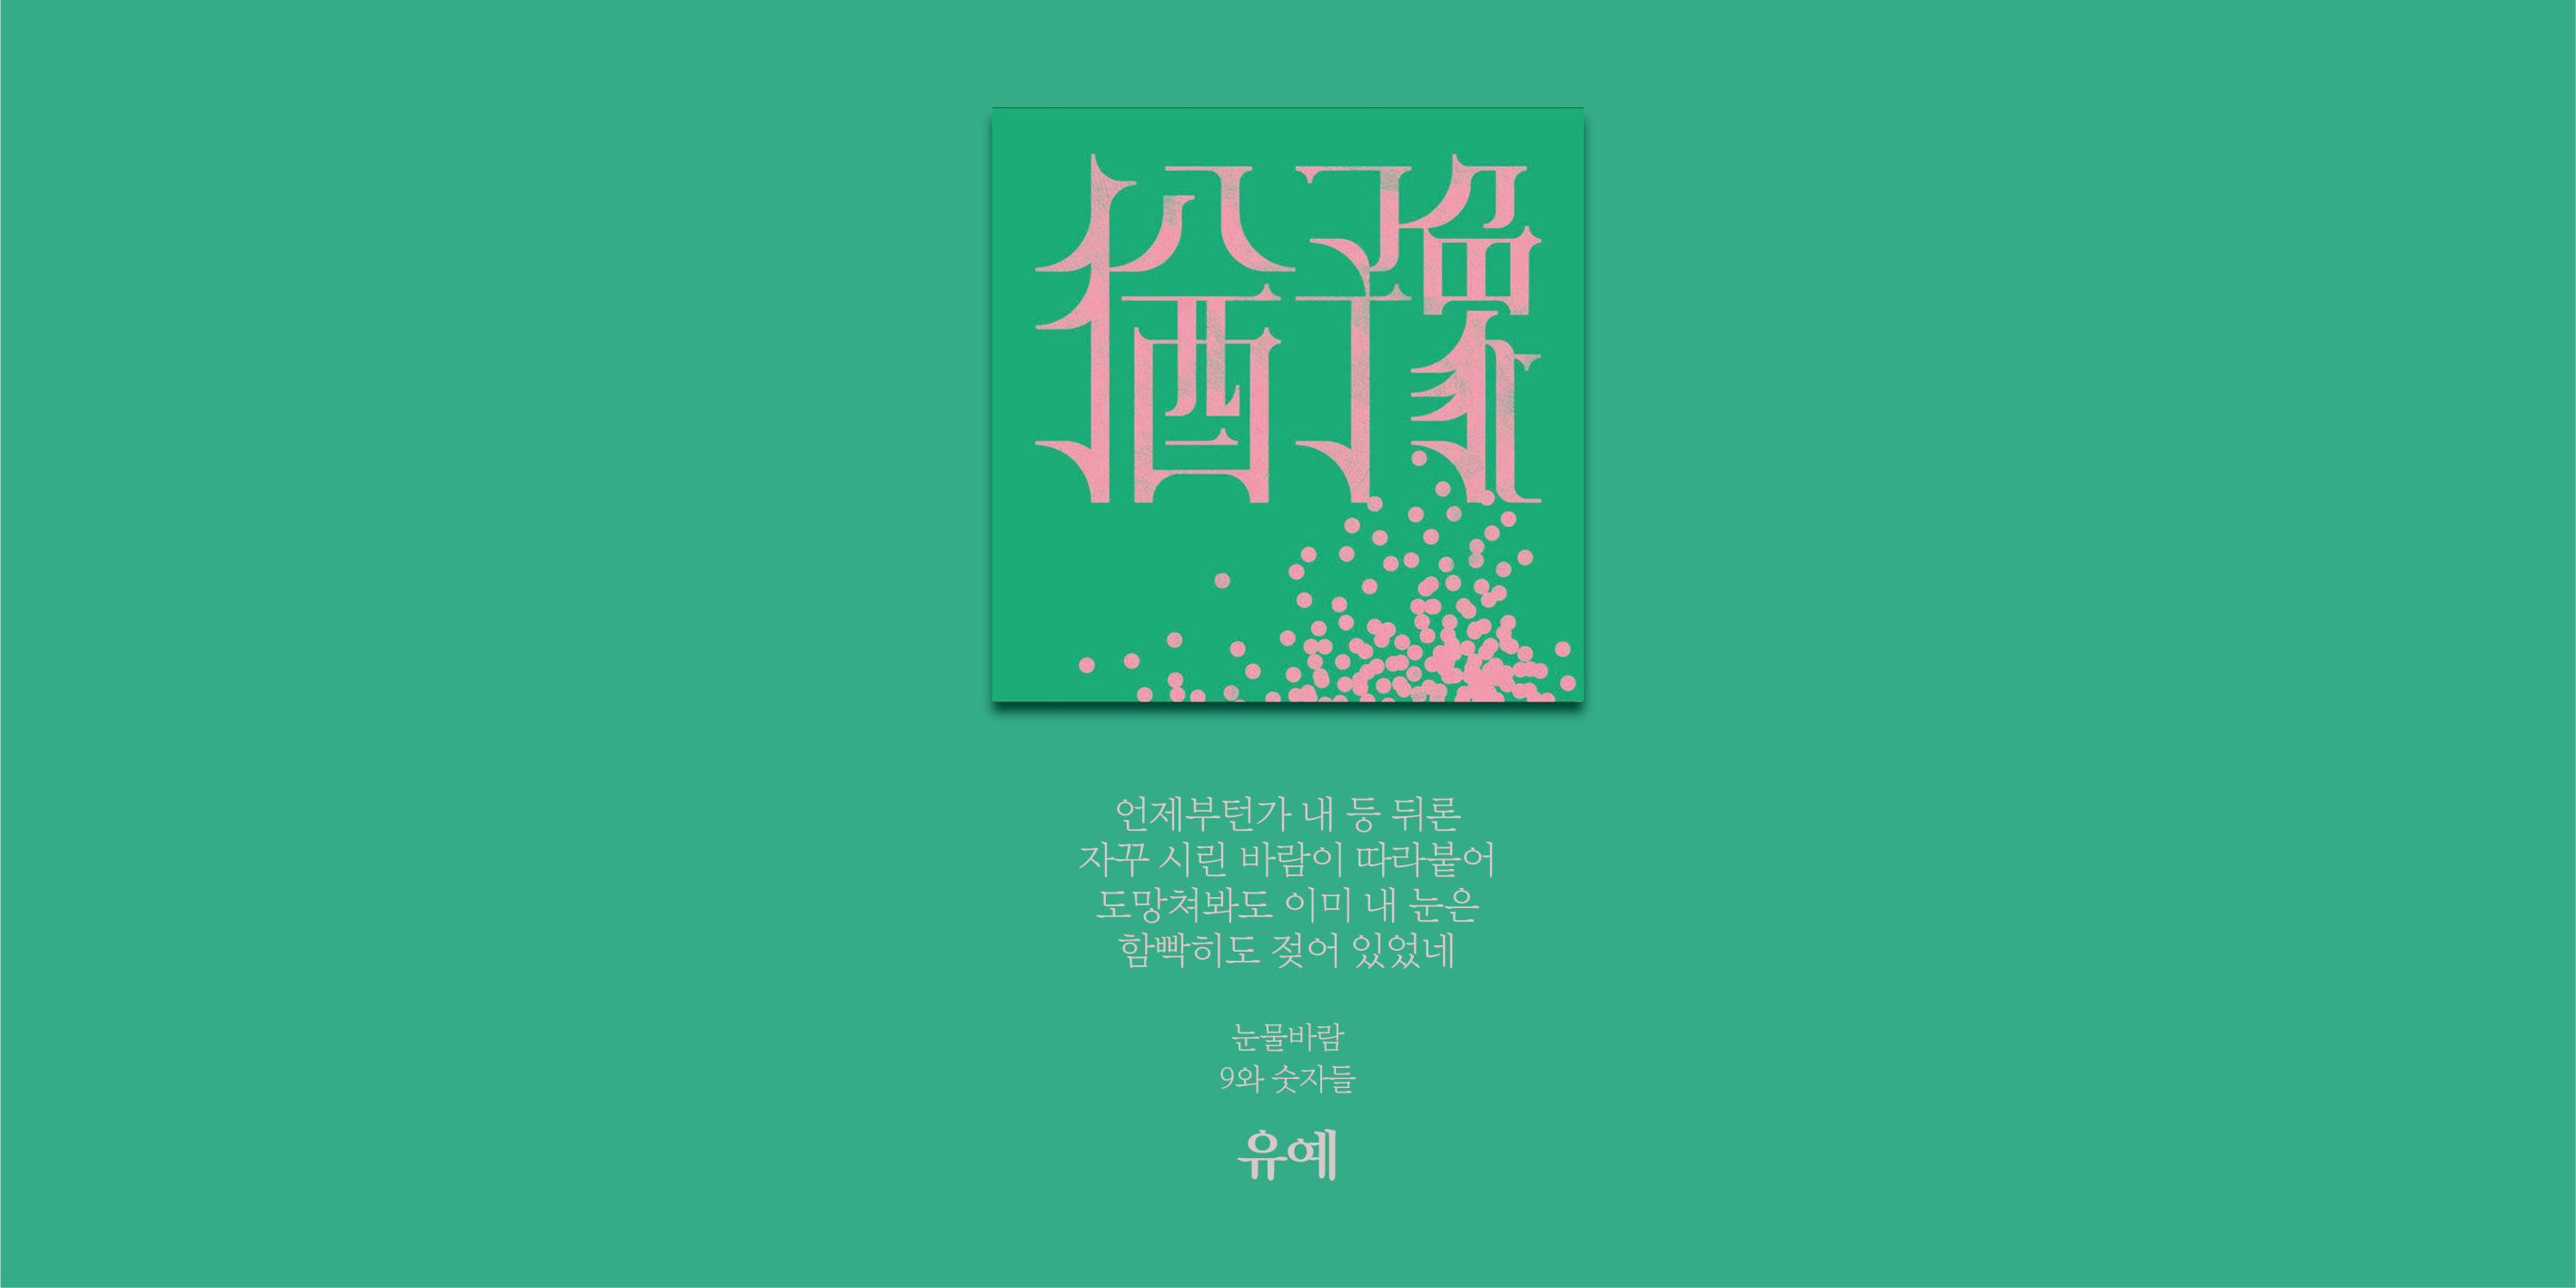 猶豫
언제부턴가 내 등 뒤론
자꾸 시린 바람이 따라붙어
도망쳐봐도 이미 내 눈은
함빡히도 젖어 있었네
눈물바람
9와 숫자들
유예